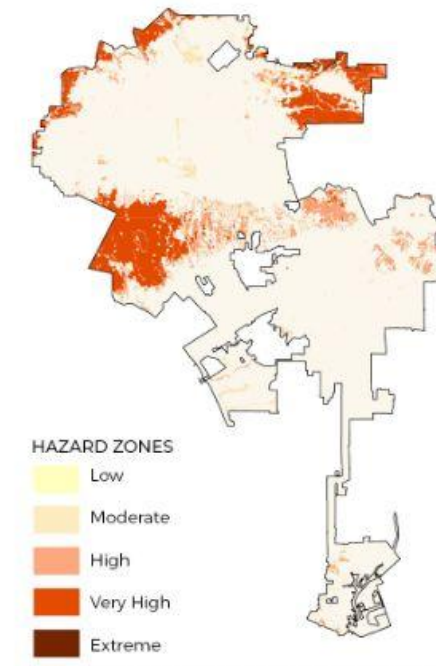 HAZARD ZONES
Low
Moderate
High
Very High
Extreme